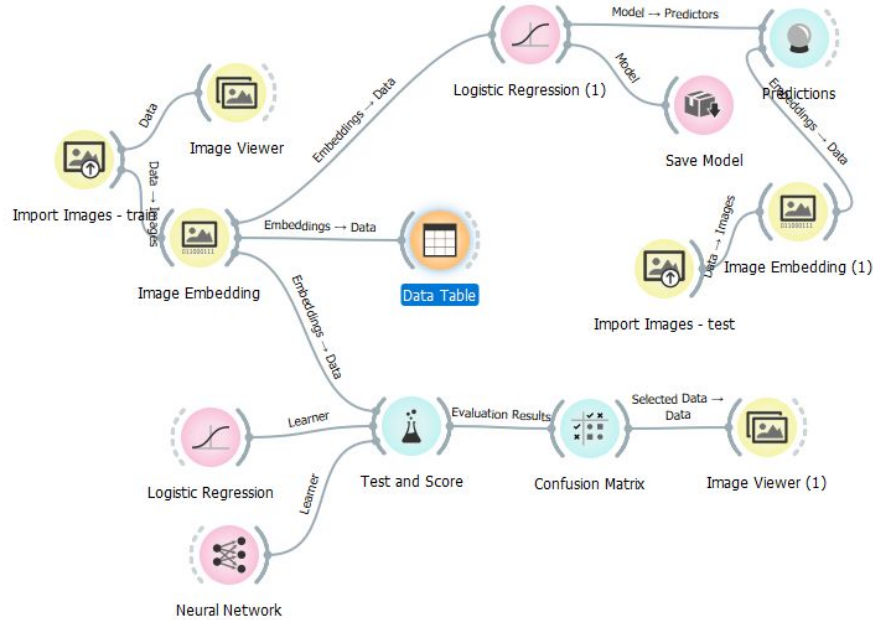 Model → Predictors
Model
Logistic Regression (1)
Predictions
Data
Image Viewer
Embeddings → Data
Save Model
Embeddings → Data
Import Images - train
Data → Images
Embeddings → Data
Data → Images
Image Embedding
011000111
Image Embedding (1)
011000111
Data Table
Import Images - test
Embeddings → Data
Learner
Evaluation Results
Selected Data →
Data
Logistic Regression
Test and Score
Confusion Matrix
Image Viewer (1)
Learner
Neural Network